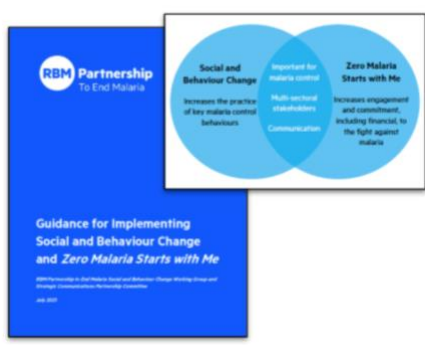 RBM Partnership
To End Malaria
Guidance for Implementing
Social and Behaviour Change
and Zero Malaria Starts with Me
RBM Partnership to End Malaria Social and Behaviour Change Working Group and
Strategic Communications Partnership Committee
July 2021
Social and
Behaviour Change
Increases the practice
of key malaria control
behaviours
Important for
malaria control
Multi-sectoral
stakeholders
Communication
Zero Malaria
Starts with Me
Increases engagement
and commitment,
including financial, to
the fight against
malaria